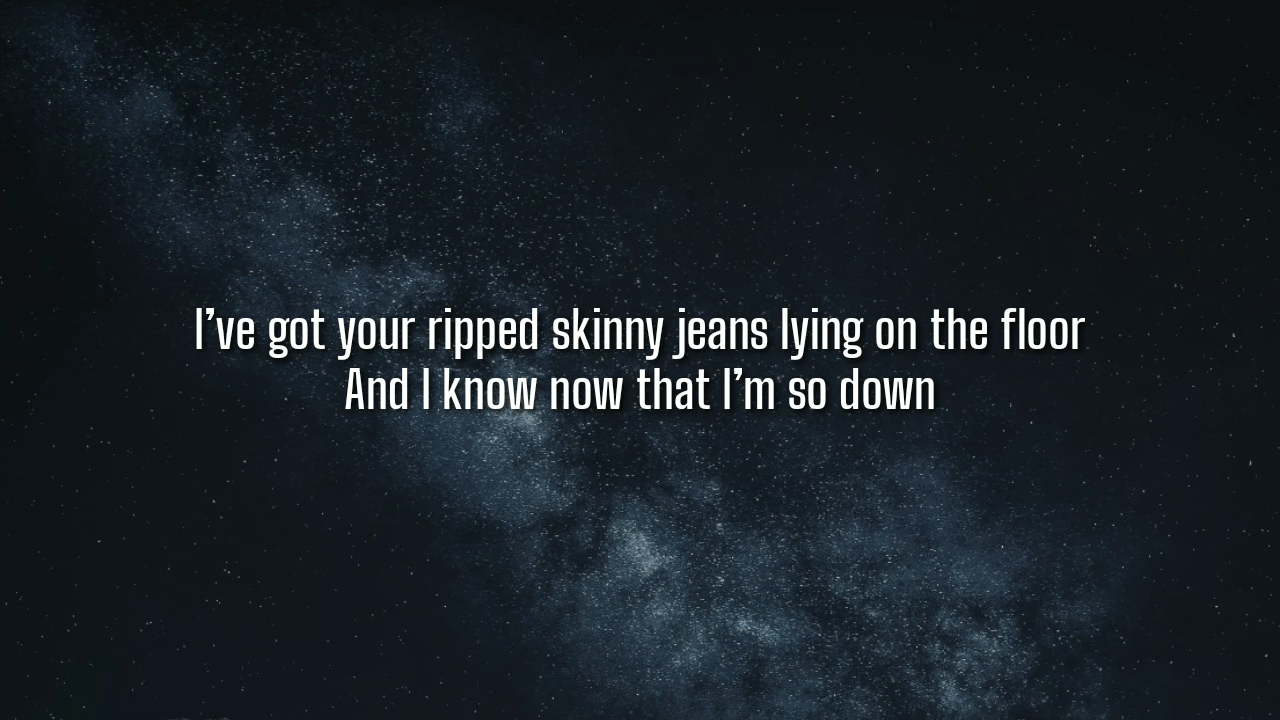 I’ve got your ripped skinny jeans lying on the floor
And I know now that I’m so down